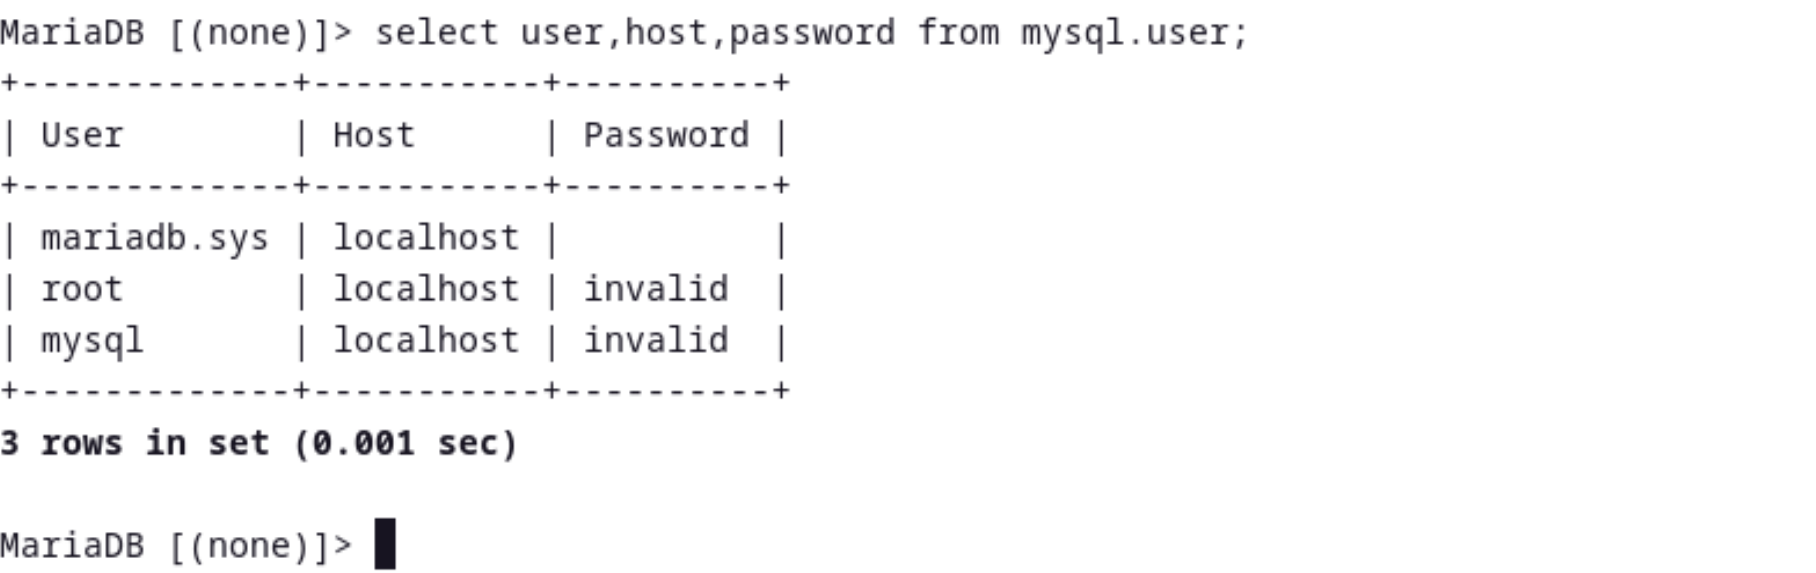 MariaDB [(none)]> select user,host,password from mysql.user;
+-------------+-----------+----------+
| User        | Host      | Password |
+-------------+-----------+----------+
| mariadb.sys | localhost |          |
| root        | localhost | invalid  |
| mysql       | localhost | invalid  |
+-------------+-----------+----------+
3 rows in set (0.001 sec)
MariaDB [(none)]>